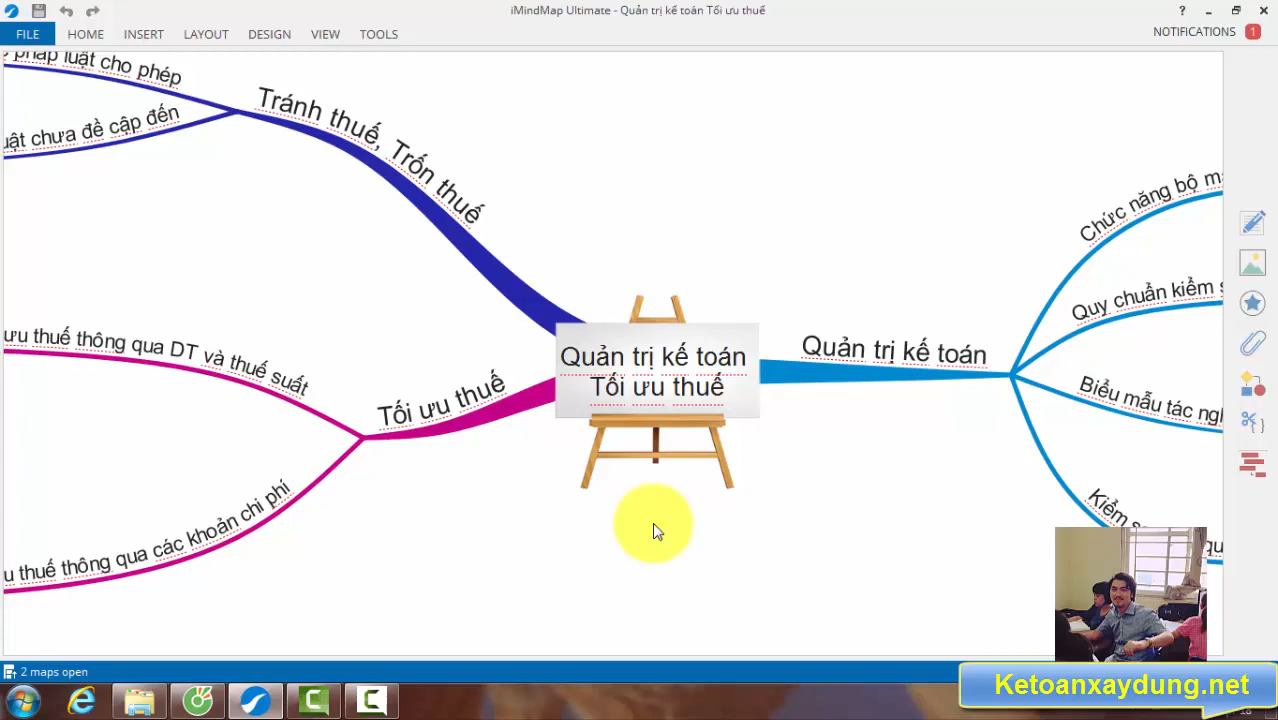 iMindMap Ultimate - Quản trị kế toán Tối ưu thuế
FILE HOME INSERT LAYOUT DESIGN VIEW TOOLS
NOTIFICATIONS 1
pháp luật cho phép
chưa đề cập đến
Tránh thuế, Trốn thuế
ưu thuế thông qua DT và thuế suất
thuế thông qua các khoản chi phí
Tối ưu thuế
Quản trị kế toán
Tối ưu thuế
Quản trị kế toán
Chức năng bộ
Quy chuẩn kiểm
Biểu mẫu tác
Kiểm
2 maps open
Ketoanxaydung.net